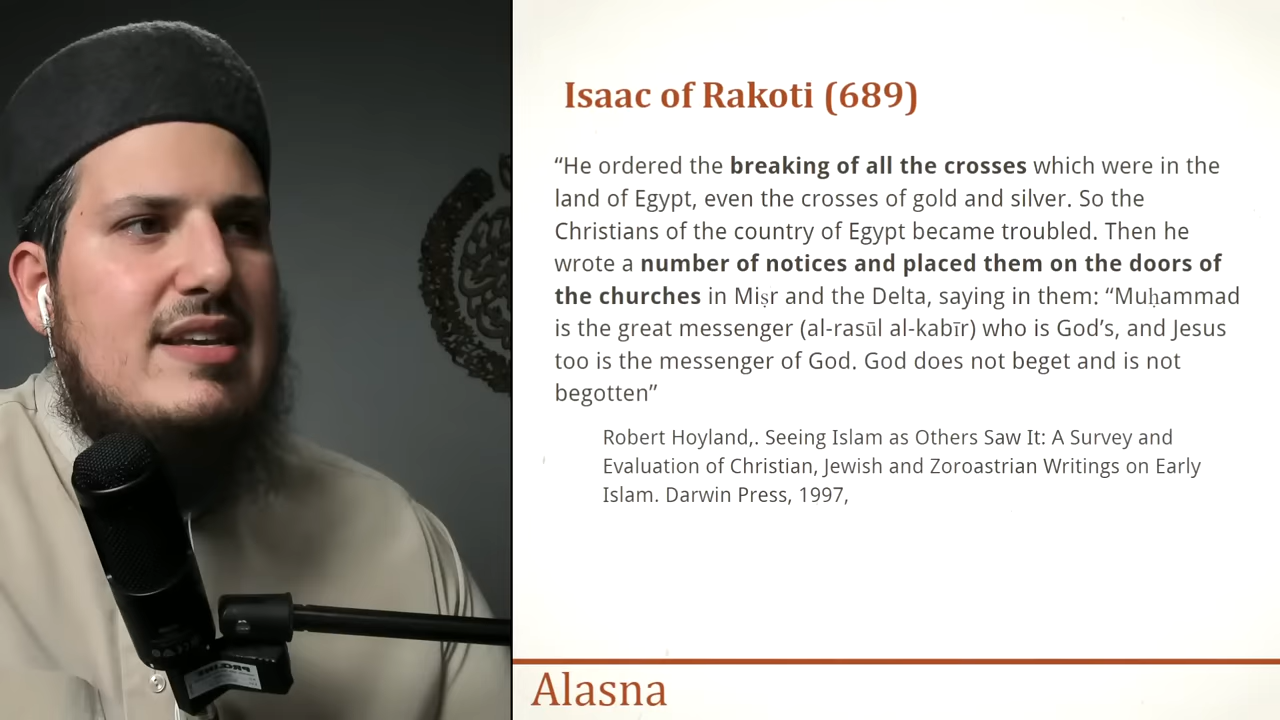 Isaac of Rakoti (689)
“He ordered the breaking of all the crosses which were in the
land of Egypt, even the crosses of gold and silver. So the
Christians of the country of Egypt became troubled. Then he
wrote a number of notices and placed them on the doors of
the churches in Miṣr and the Delta, saying in them: “Muḥammad
is the great messenger (al-rasūl al-kabīr) who is God’s, and Jesus
too is the messenger of God. God does not beget and is not
begotten”
Robert Hoyland,. Seeing Islam as Others Saw It: A Survey and
Evaluation of Christian, Jewish and Zoroastrian Writings on Early
Islam. Darwin Press, 1997,
Alasna